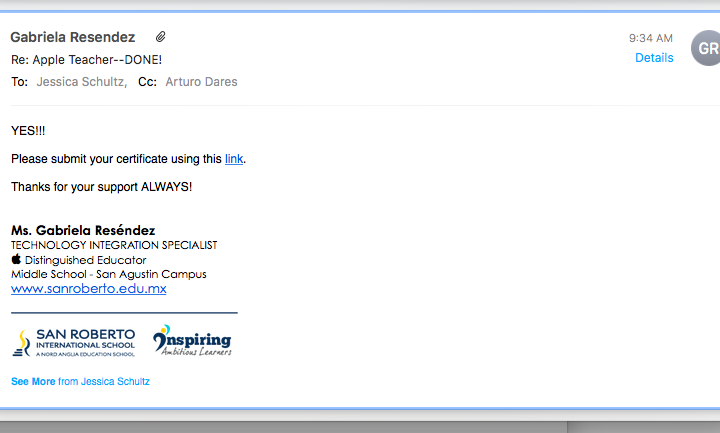 Gabriela Resendez
9:34 AM
GR
Re: Apple Teacher--DONE!
Details
To: Jessica Schultz, Cc: Arturo Dares
YES!!!
Please submit your certificate using this link.
Thanks for your support ALWAYS!
Ms. Gabriela Reséndez
TECHNOLOGY INTEGRATION SPECIALIST
Distinguished Educator
Middle School - San Agustin Campus
www.sanroberto.edu.mx
SAN ROBERTO
INTERNATIONAL SCHOOL
A NORD ANGLIA EDUCATION SCHOOL
Inspiring
Ambitious Learners
See More from Jessica Schultz